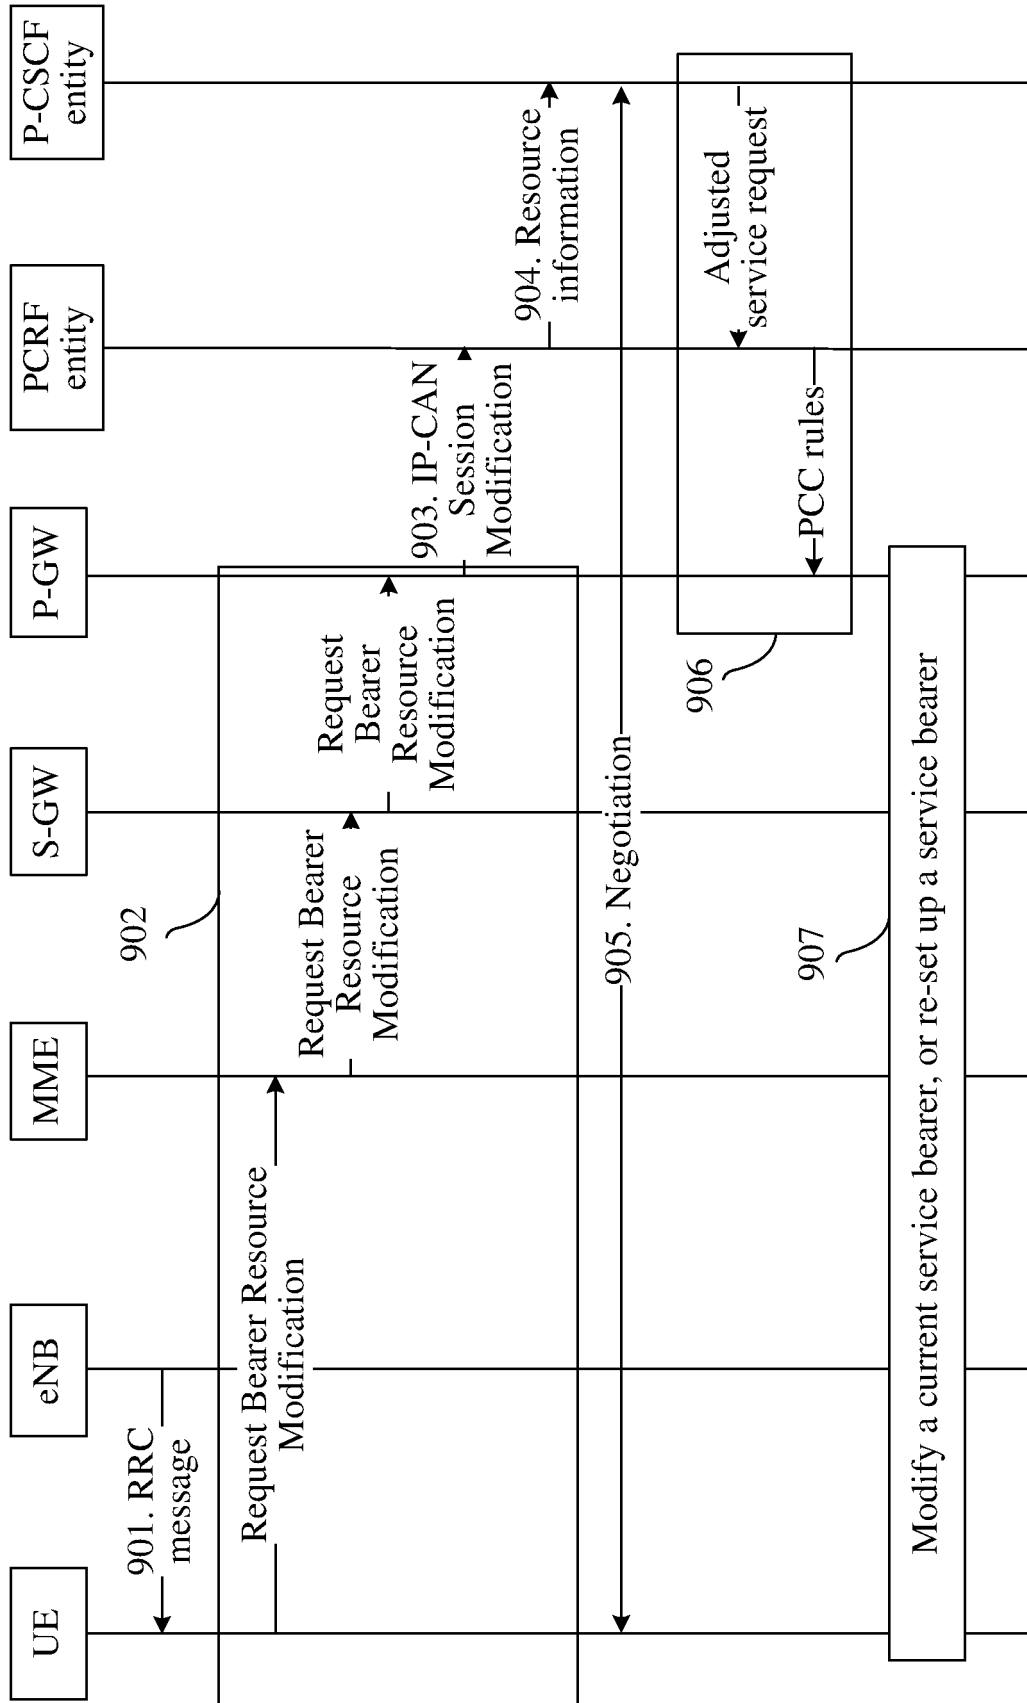 UE
eNB
MME
S-GW
P-GW
PCRF
entity
P-CSCF
entity
901. RRC
message
902
Request Bearer Resource
Modification
Request Bearer
Resource
Modification
Request
Bearer
Resource
Modification
903. IP-CAN
Session
Modification
904. Resource
information
905. Negotiation
906
Adjusted
service request
PCC rules
907
Modify a current service bearer, or re-set up a service bearer